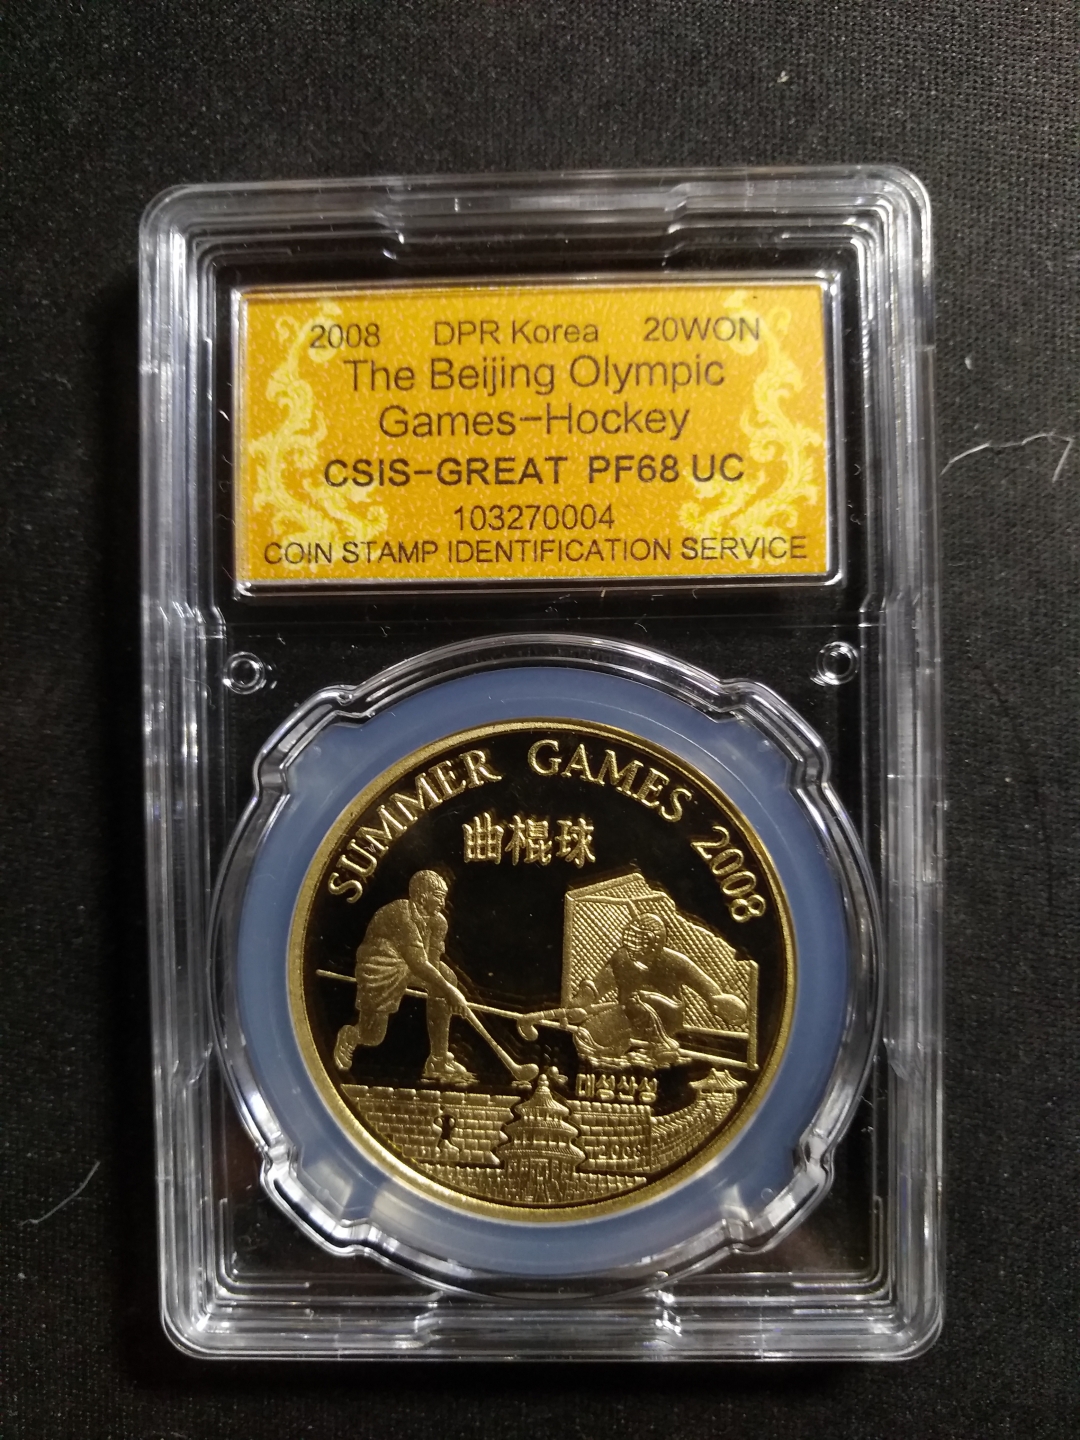 2008 DPR Korea 20WON
The Beijing Olympic
Games-Hockey
CSIS-GREAT PF68 UC
103270004
COIN STAMP IDENTIFICATION SERVICE
SUMMER GAMES 2008
曲棍球
대성산성
2008